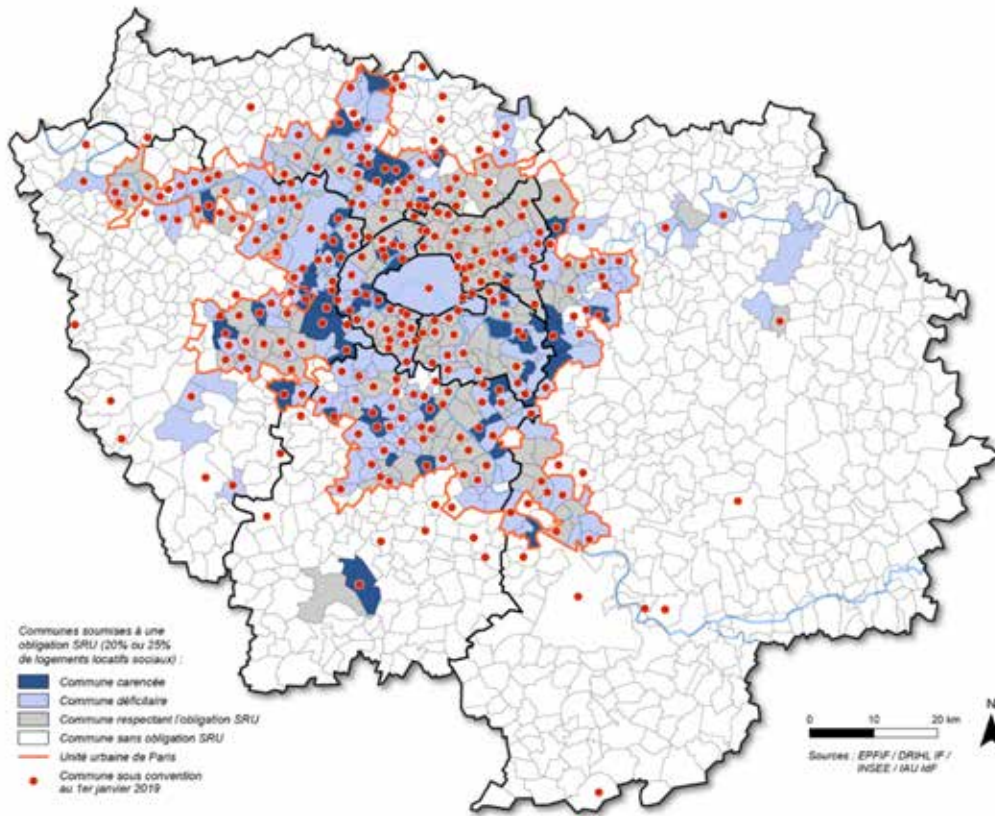 Communes soumises à une
obligation SRU (20% ou 25%
de logements locatifs sociaux) :
Commune carencée
Commune déficitaire
Commune respectant l'obligation SRU
Commune sans obligation SRU
Unité urbaine de Paris
Commune sous convention
au 1er janvier 2019
N
0 10 20 km
Sources : EPFIF / DRIHL IF /
INSEE / IAU IdF